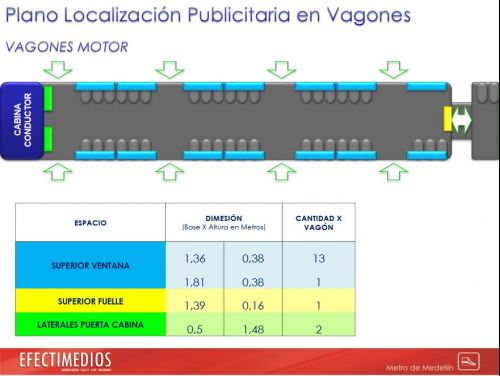 Plano Localización Publicitaria en Vagones
VAGONES MOTOR
CABINA
CONDUCTOR
ESPACIO
DIMESIÓN
(Base X Altura en Metros)
CANTIDAD X
VAGÓN
SUPERIOR VENTANA
1,36 0,38 13
1,81 0,38 1
SUPERIOR FUELLE 1,39 0,16 1
LATERALES PUERTA CABINA 0,5 1,48 2
EFECTIMEDIOS
Metro de Medellín